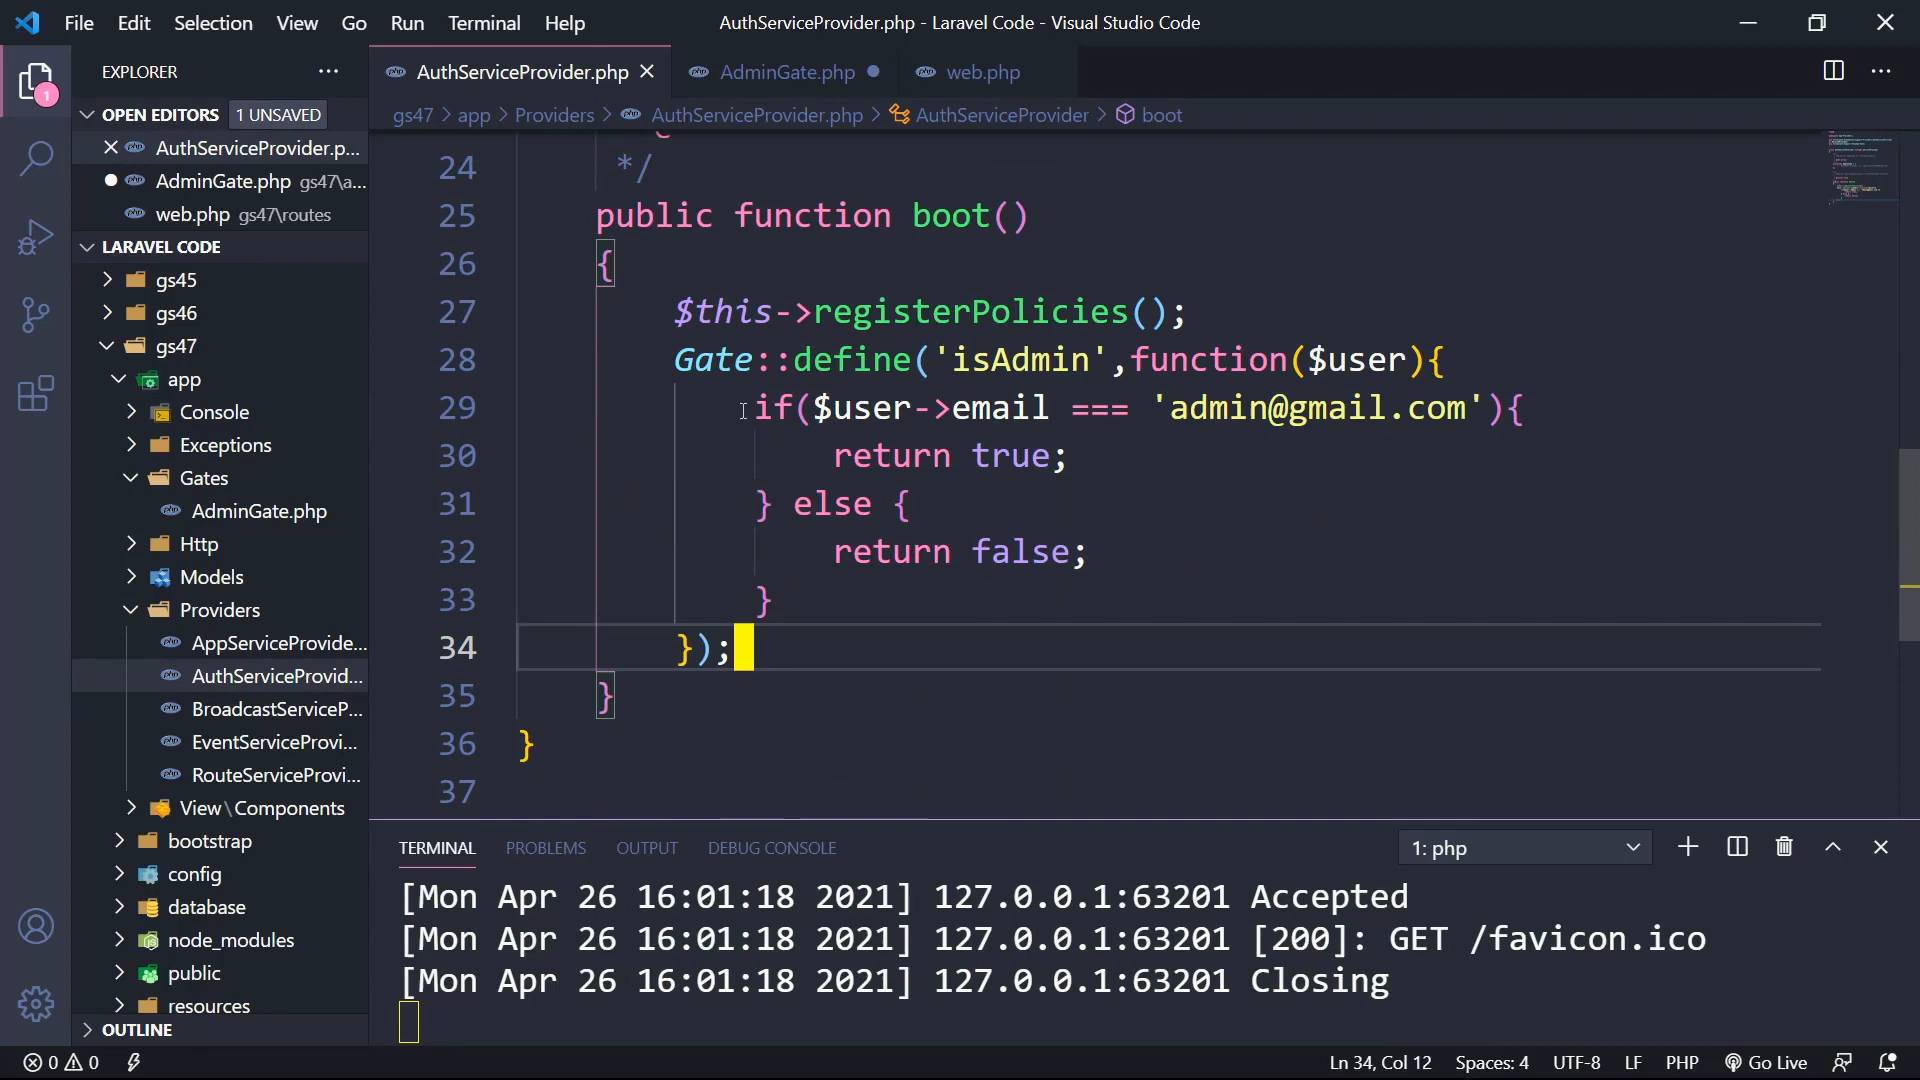 File Edit Selection View Go Run Terminal Help
AuthServiceProvider.php - Laravel Code - Visual Studio Code
EXPLORER
AuthServiceProvider.php
AdminGate.php
web.php
OPEN EDITORS
1 UNSAVED
gs47 > app > Providers > AuthServiceProvider.php > AuthServiceProvider > boot
AuthServiceProvider.p...
AdminGate.php gs47\a...
web.php gs47\routes
LARAVEL CODE
gs45
gs46
gs47
app
Console
Exceptions
Gates
AdminGate.php
Http
Models
Providers
AppServiceProvide...
AuthServiceProvid...
BroadcastServiceP...
EventServiceProvi...
RouteServiceProvi...
View\Components
bootstrap
config
database
node_modules
public
resources
OUTLINE
24 */
25 public function boot()
26 {
27 $this->registerPolicies();
28 Gate::define('isAdmin',function($user){
29 if($user->email === 'admin@gmail.com'){
30 return true;
31 } else {
32 return false;
33 }
34 });
35 }
36 }
37
TERMINAL PROBLEMS OUTPUT DEBUG CONSOLE
1: php
[Mon Apr 26 16:01:18 2021] 127.0.0.1:63201 Accepted
[Mon Apr 26 16:01:18 2021] 127.0.0.1:63201 [200]: GET /favicon.ico
[Mon Apr 26 16:01:18 2021] 127.0.0.1:63201 Closing
0 0
Ln 34, Col 12 Spaces: 4 UTF-8 LF PHP Go Live